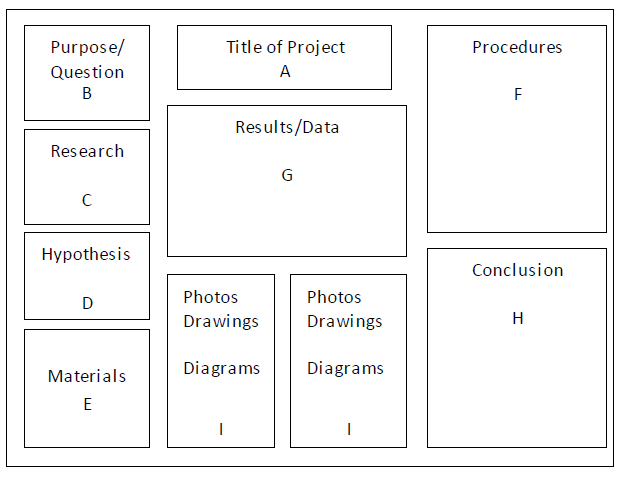 Purpose/
Question
B
Research
C
Hypothesis
D
Materials
E
Title of Project
A
Results/Data
G
Photos
Drawings
Diagrams
I
Photos
Drawings
Diagrams
I
Procedures
F
Conclusion
H